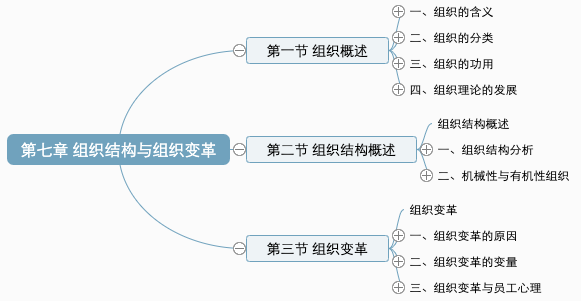 第七章 组织结构与组织变革
第一节 组织概述
一、组织的含义
二、组织的分类
三、组织的功用
四、组织理论的发展
第二节 组织结构概述
组织结构概述
一、组织结构分析
二、机械性与有机性组织
第三节 组织变革
组织变革
一、组织变革的原因
二、组织变革的变量
三、组织变革与员工心理